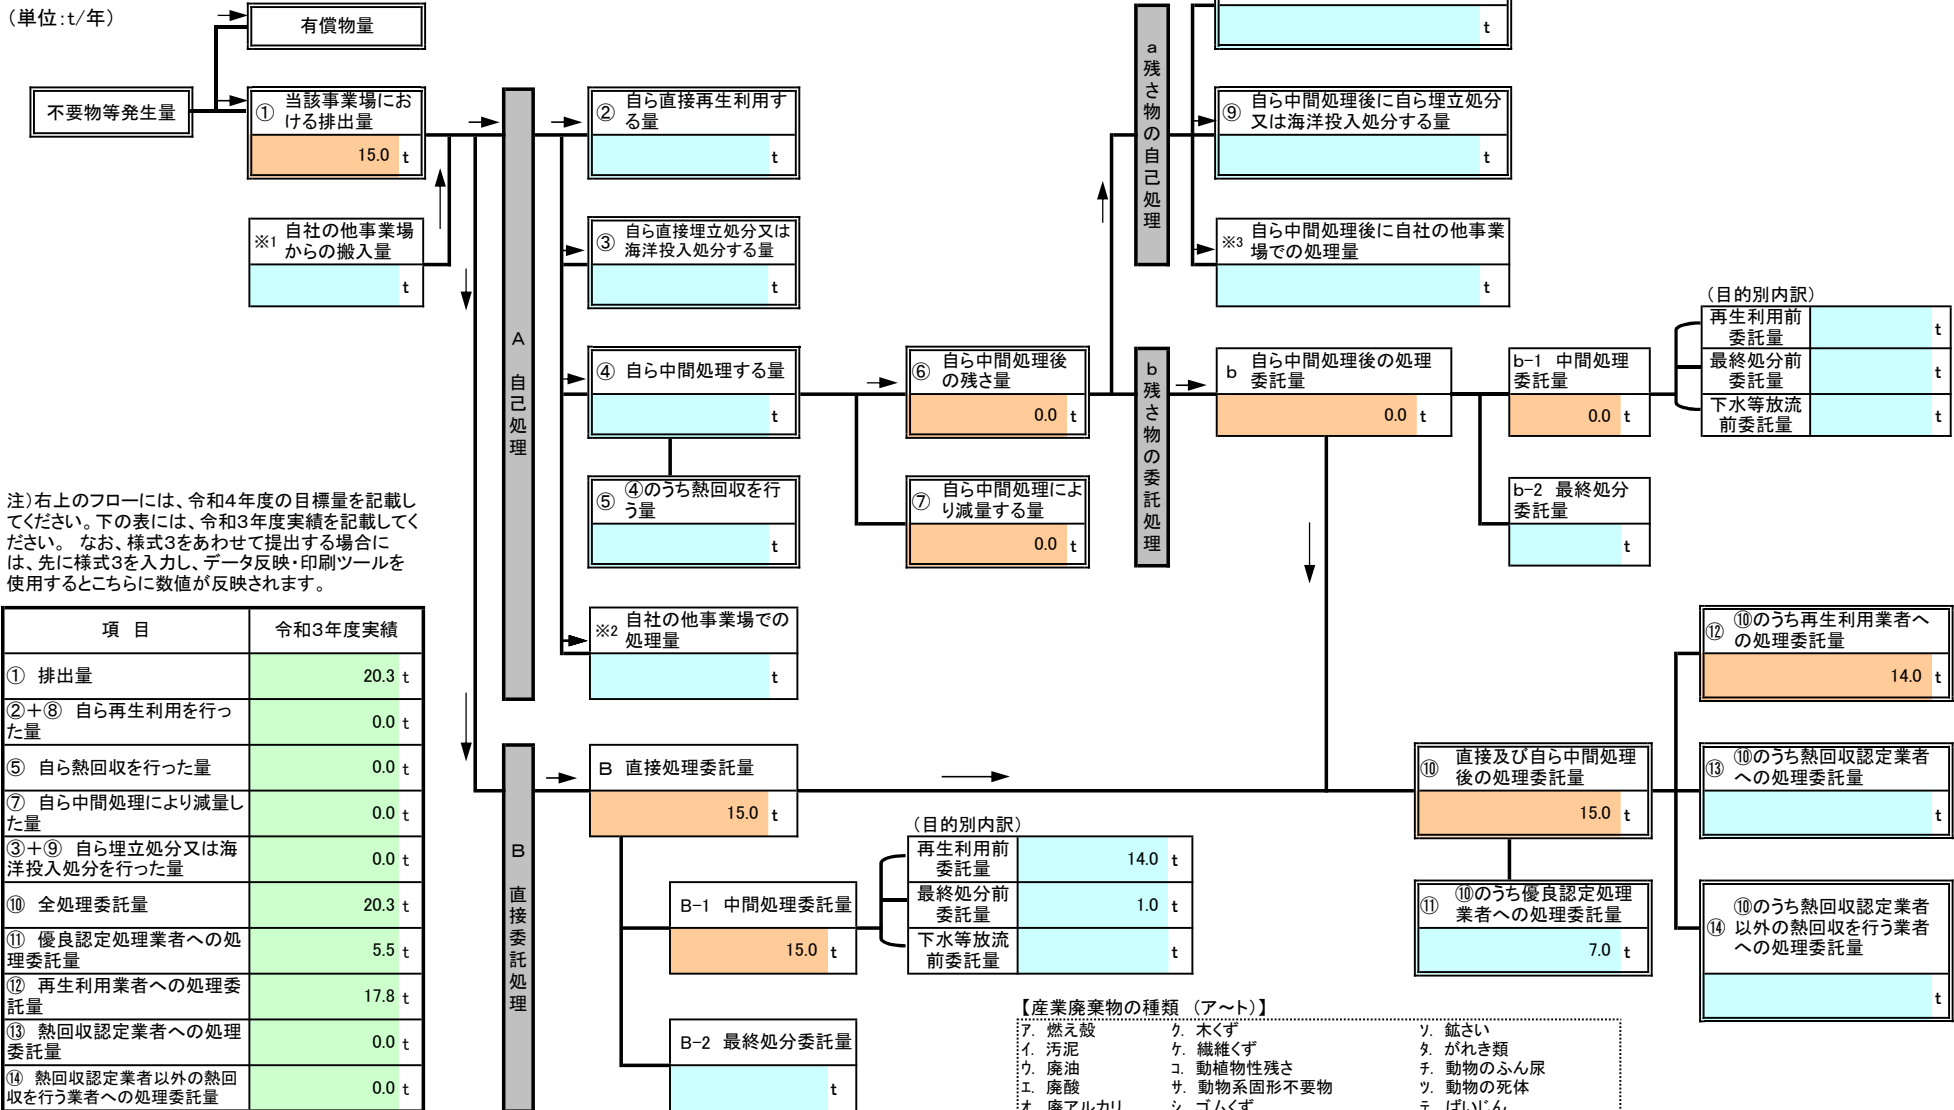 （単位：t/年）
有償物量
t
不要物等発生量
① 当該事業場にお
ける排出量
15.0 t
※1 自社の他事業場
からの搬入量
t
A 自己処理
② 自ら直接再生利用す
る量
t
③ 自ら直接埋立処分又は
海洋投入処分する量
t
④ 自ら中間処理する量
t
⑤ ④のうち熱回収を行
う量
t
※2 自社の他事業場での
処理量
t
⑥ 自ら中間処理後
の残さ量
0.0 t
⑦ 自ら中間処理によ
り減量する量
0.0 t
a 残さ物の自己処理
⑨ 自ら中間処理後に自ら埋立処分
又は海洋投入処分する量
t
※3 自ら中間処理後に自社の他事業
場での処理量
t
b 残さ物の委託処理
b 自ら中間処理後の処理
委託量
0.0 t
b-1 中間処理
委託量
0.0 t
b-2 最終処分
委託量
t
（目的別内訳）
再生利用前
委託量
t
最終処分前
委託量
t
下水等放流
前委託量
t
注）右上のフローには、令和４年度の目標量を記載し
てください。下の表には、令和３年度実績を記載してく
ださい。 なお、様式３をあわせて提出する場合に
は、先に様式３を入力し、データ反映・印刷ツールを
使用するとこちらに数値が反映されます。
項 目 令和３年度実績
① 排出量 20.3 t
②＋⑧ 自ら再生利用を行っ
た量 0.0 t
⑤ 自ら熱回収を行った量 0.0 t
⑦ 自ら中間処理により減量し
た量 0.0 t
③＋⑨ 自ら埋立処分又は海
洋投入処分を行った量 0.0 t
⑩ 全処理委託量 20.3 t
⑪ 優良認定処理業者への処
理委託量 5.5 t
⑫ 再生利用業者への処理委
託量 17.8 t
⑬ 熱回収認定業者への処理
委託量 0.0 t
⑭ 熱回収認定業者以外の熱回
収を行う業者への処理委託量 0.0 t
B 直接委託処理
B 直接処理委託量
15.0 t
B-1 中間処理委託量
15.0 t
B-2 最終処分委託量
t
（目的別内訳）
再生利用前
委託量
14.0 t
最終処分前
委託量
1.0 t
下水等放流
前委託量
t
⑩ 直接及び自ら中間処理
後の処理委託量
15.0 t
⑪ ⑩のうち優良認定処理
業者への処理委託量
7.0 t
⑫ ⑩のうち再生利用業者へ
の処理委託量
14.0 t
⑬ ⑩のうち熱回収認定業者
への処理委託量
t
⑭ ⑩のうち熱回収認定業者
以外の熱回収を行う業者
への処理委託量
t
【産業廃棄物の種類 （ア～ト）】
ア. 燃え殻 ク. 木くず ソ. 鉱さい
イ. 汚泥 ケ. 繊維くず タ. がれき類
ウ. 廃油 コ. 動植物性残さ チ. 動物のふん尿
エ. 廃酸 サ. 動物系固形不要物 ツ. 動物の死体
オ. 廃アルカリ シ. ゴムくず テ. ばいじん